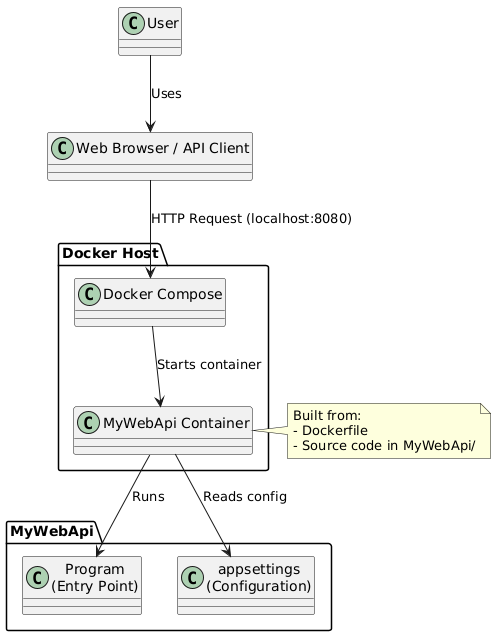 C User
Uses
C Web Browser / API Client
HTTP Request (localhost:8080)
Docker Host
C Docker Compose
Starts container
C MyWebApi Container
Built from:
- Dockerfile
- Source code in MyWebApi/
Runs
Reads config
MyWebApi
C Program
(Entry Point)
C appsettings
(Configuration)